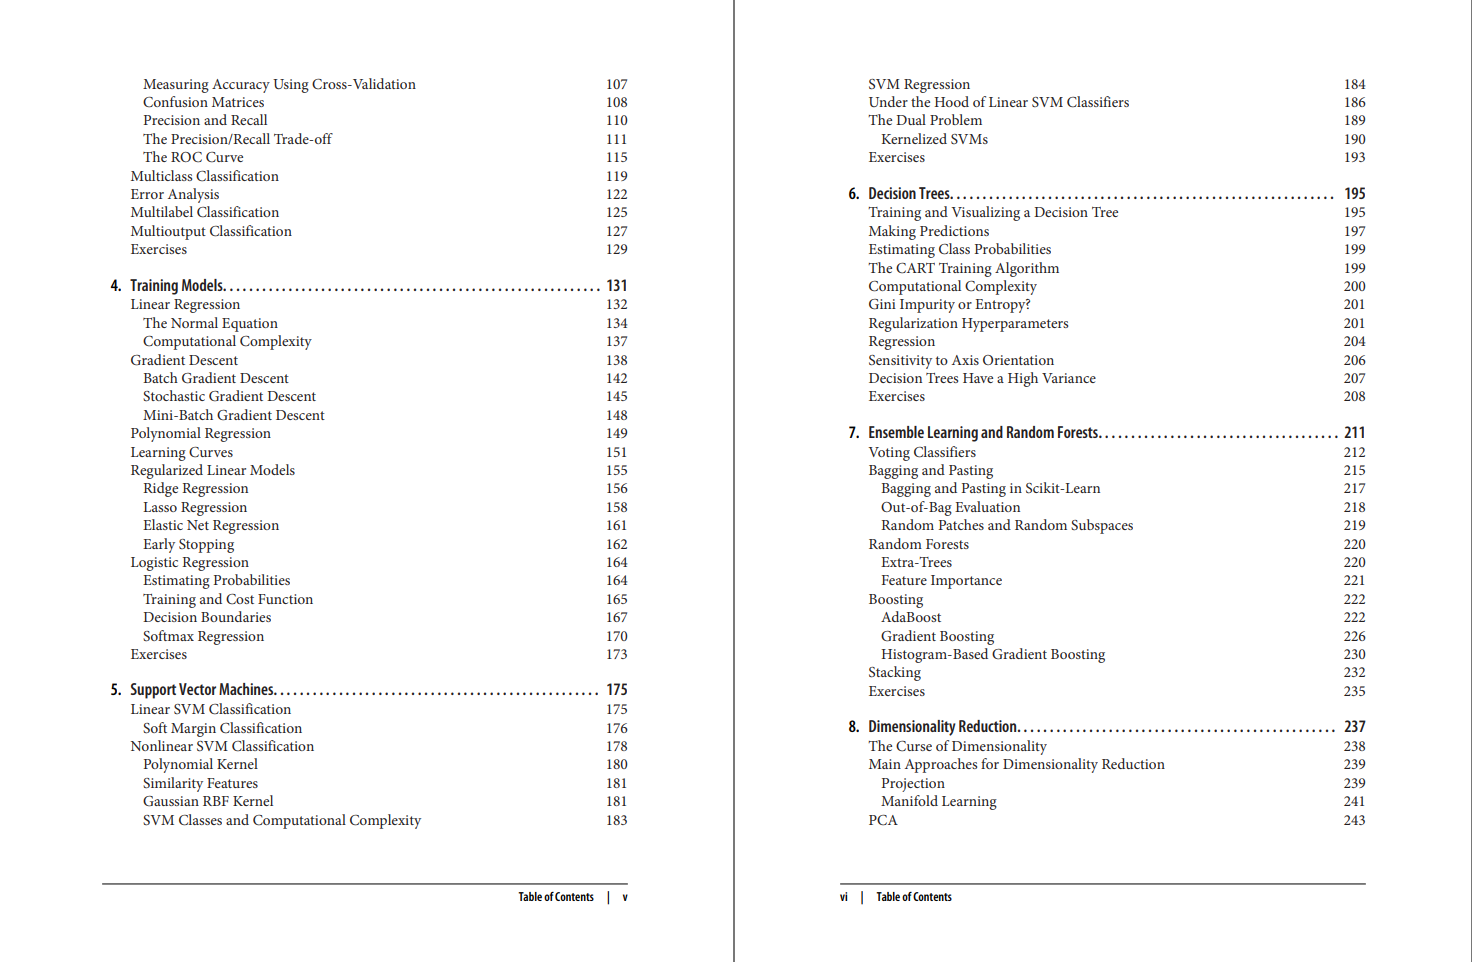 Measuring Accuracy Using Cross-Validation 107
Confusion Matrices 108
Precision and Recall 110
The Precision/Recall Trade-off 111
The ROC Curve 115
Multiclass Classification 119
Error Analysis 122
Multilabel Classification 125
Multioutput Classification 127
Exercises 129
4. Training Models. . . . . . . . . . . . . . . . . . . . . . . . . . . . . . . . . . . . . . . . . . . . . . . . . . . . . . . . . 131
Linear Regression 132
The Normal Equation 134
Computational Complexity 137
Gradient Descent 138
Batch Gradient Descent 142
Stochastic Gradient Descent 145
Mini-Batch Gradient Descent 148
Polynomial Regression 149
Learning Curves 151
Regularized Linear Models 155
Ridge Regression 156
Lasso Regression 158
Elastic Net Regression 161
Early Stopping 162
Logistic Regression 164
Estimating Probabilities 164
Training and Cost Function 165
Decision Boundaries 167
Softmax Regression 170
Exercises 173
5. Support Vector Machines. . . . . . . . . . . . . . . . . . . . . . . . . . . . . . . . . . . . . . . . . . . . . . . . . 175
Linear SVM Classification 175
Soft Margin Classification 176
Nonlinear SVM Classification 178
Polynomial Kernel 180
Similarity Features 181
Gaussian RBF Kernel 181
SVM Classes and Computational Complexity 183
Table of Contents | v
SVM Regression 184
Under the Hood of Linear SVM Classifiers 186
The Dual Problem 189
Kernelized SVMs 190
Exercises 193
6. Decision Trees. . . . . . . . . . . . . . . . . . . . . . . . . . . . . . . . . . . . . . . . . . . . . . . . . . . . . . . . . . 195
Training and Visualizing a Decision Tree 195
Making Predictions 197
Estimating Class Probabilities 199
The CART Training Algorithm 199
Computational Complexity 200
Gini Impurity or Entropy? 201
Regularization Hyperparameters 201
Regression 204
Sensitivity to Axis Orientation 206
Decision Trees Have a High Variance 207
Exercises 208
7. Ensemble Learning and Random Forests. . . . . . . . . . . . . . . . . . . . . . . . . . . . . . . . . . . . 211
Voting Classifiers 212
Bagging and Pasting 215
Bagging and Pasting in Scikit-Learn 217
Out-of-Bag Evaluation 218
Random Patches and Random Subspaces 219
Random Forests 220
Extra-Trees 220
Feature Importance 221
Boosting 222
AdaBoost 222
Gradient Boosting 226
Histogram-Based Gradient Boosting 230
Stacking 232
Exercises 235
8. Dimensionality Reduction. . . . . . . . . . . . . . . . . . . . . . . . . . . . . . . . . . . . . . . . . . . . . . . . 237
The Curse of Dimensionality 238
Main Approaches for Dimensionality Reduction 239
Projection 239
Manifold Learning 241
PCA 243
vi | Table of Contents